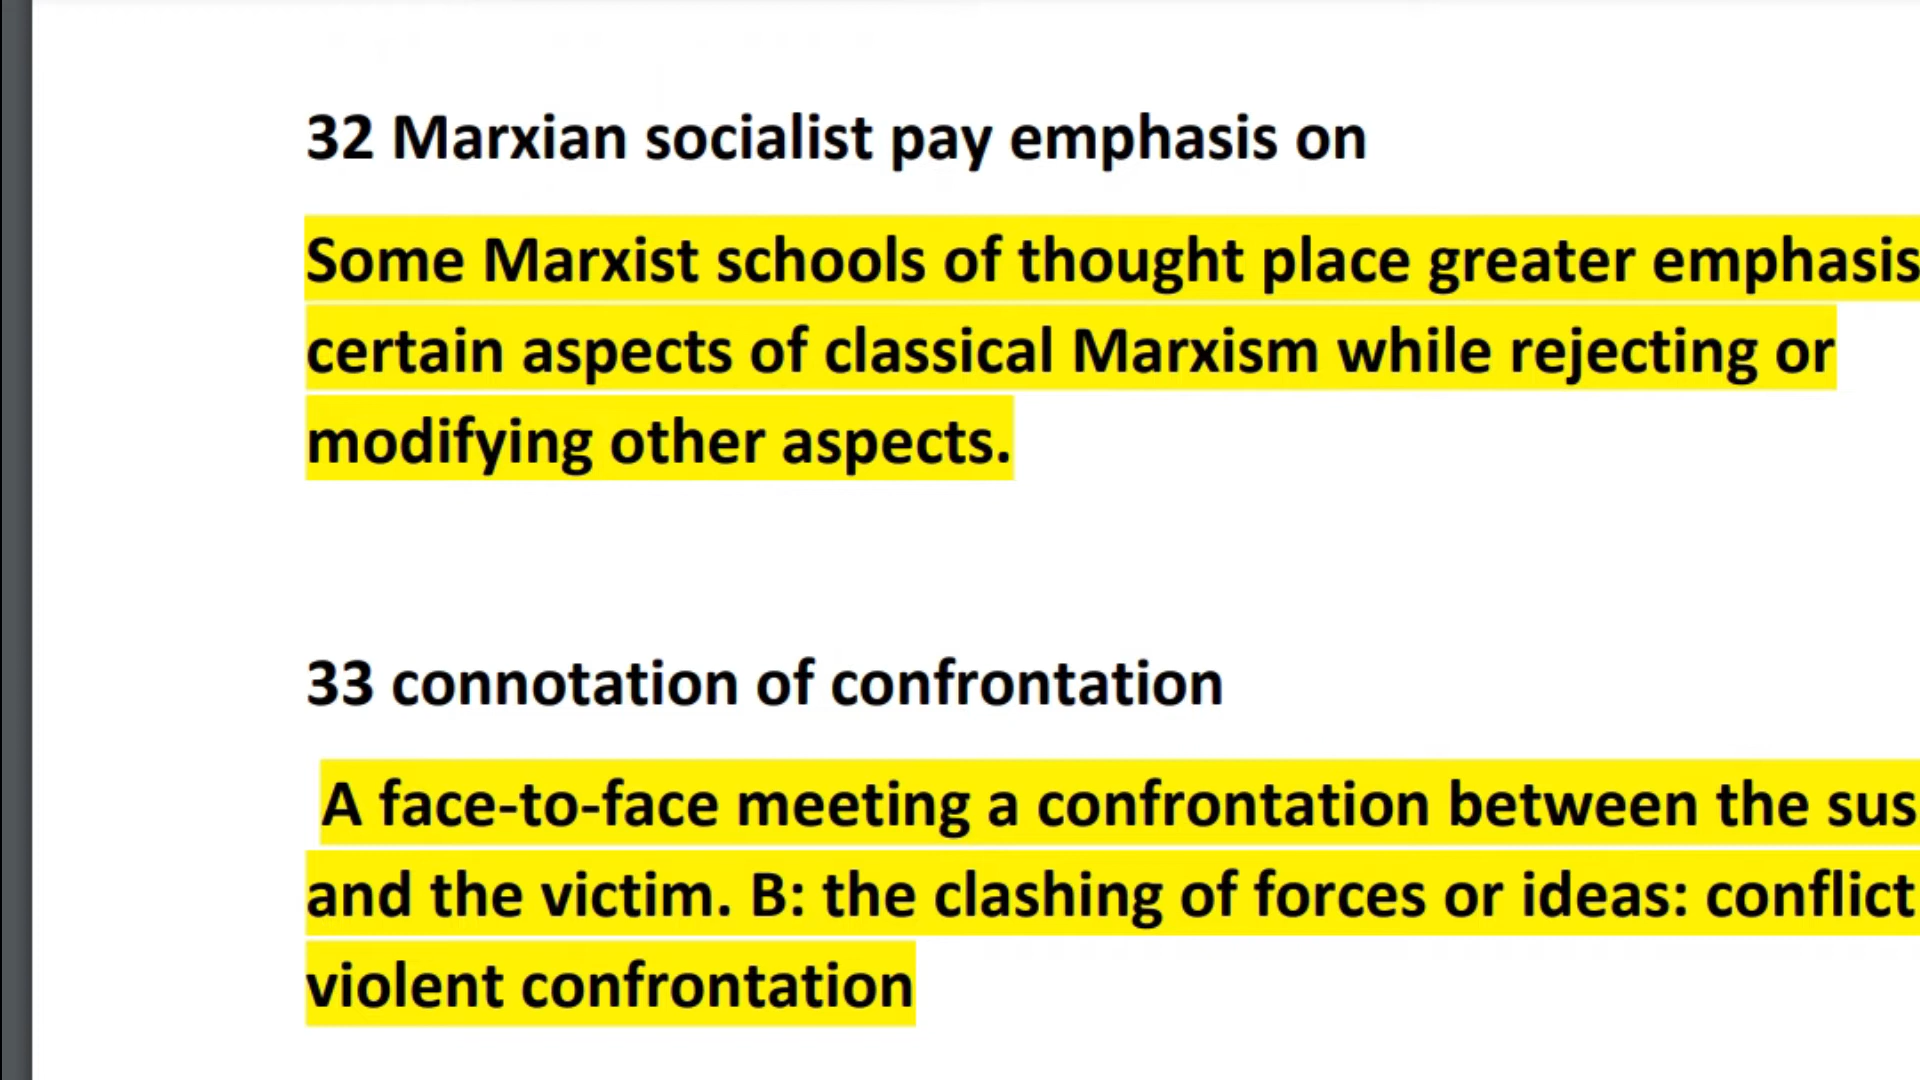 32 Marxian socialist pay emphasis on
Some Marxist schools of thought place greater emphasis
certain aspects of classical Marxism while rejecting or
modifying other aspects.
33 connotation of confrontation
A face-to-face meeting a confrontation between the sus
and the victim. B: the clashing of forces or ideas: conflict
violent confrontation